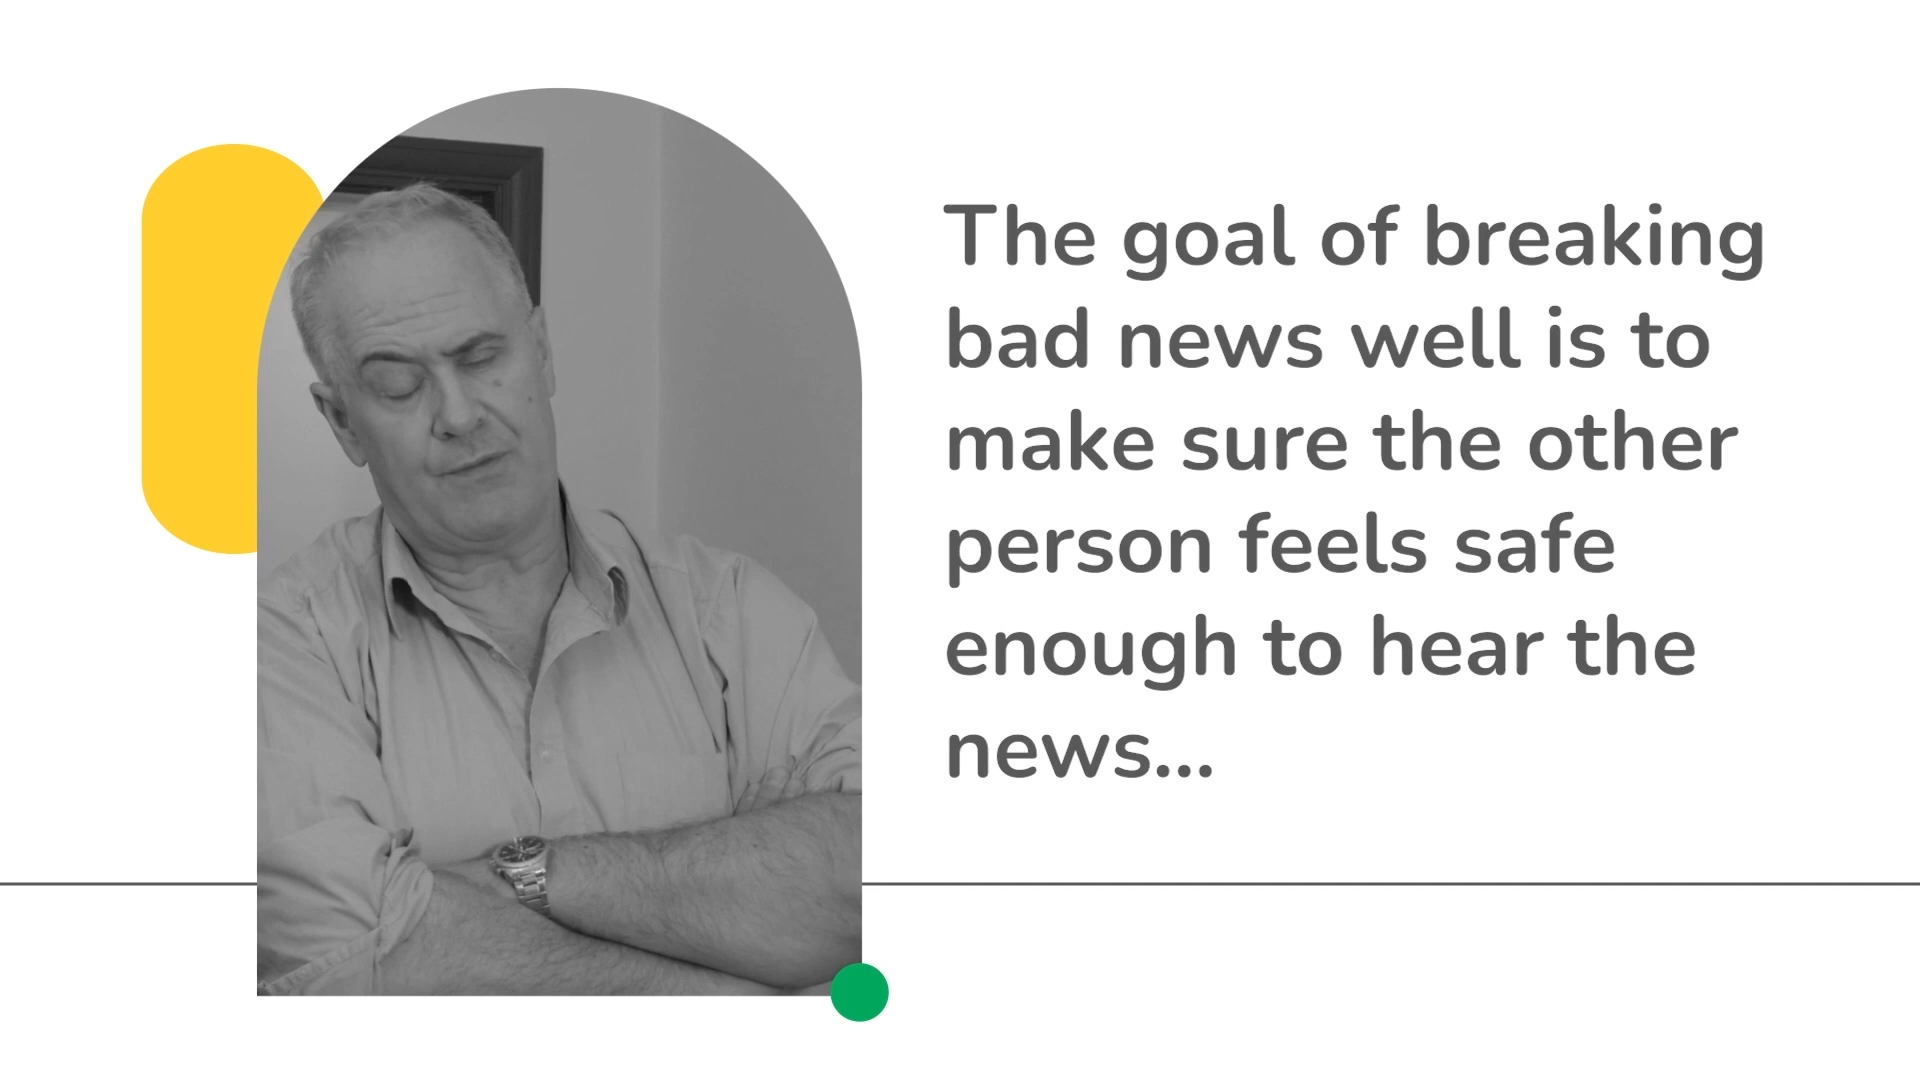 The goal of breaking
bad news well is to
make sure the other
person feels safe
enough to hear the
news...